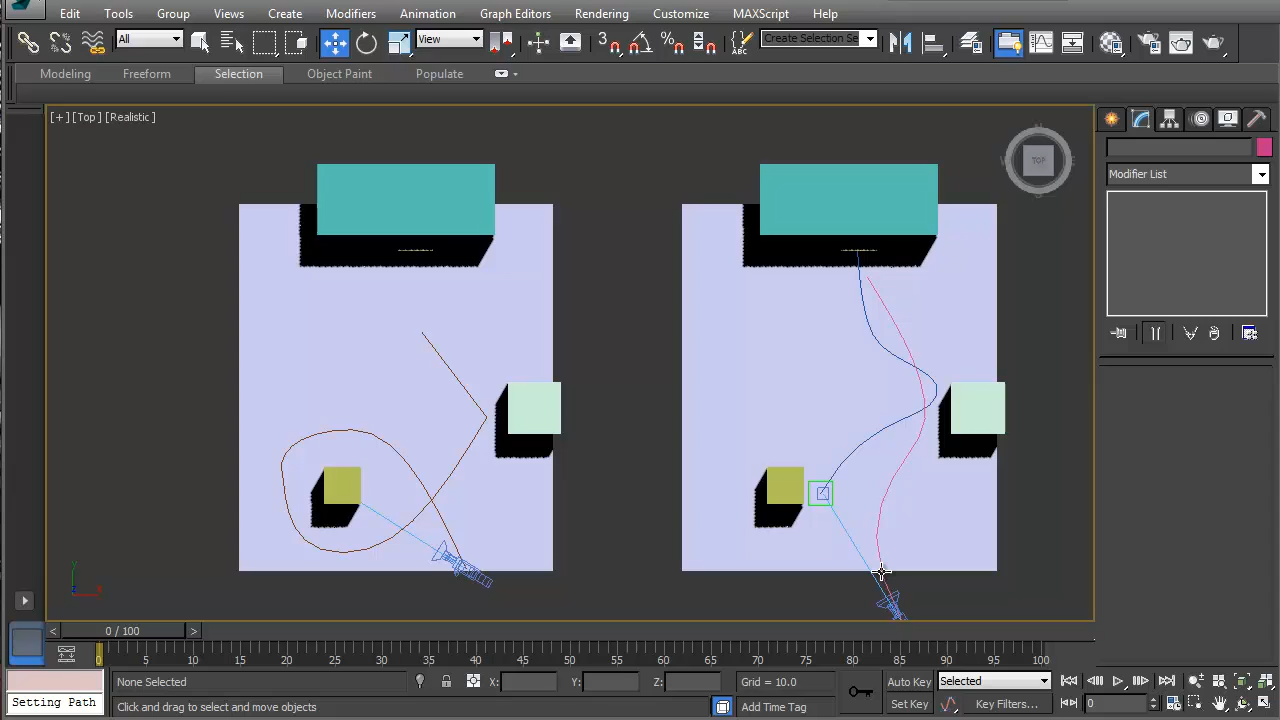 Edit Tools Group Views Create Modifiers Animation Graph Editors Rendering Customize MAXScript Help
All View 3 % Create Selection Se
Modeling Freeform Selection Object Paint Populate
[+] [Top] [Realistic]
TOP
Modifier List
y
x
z
< 0 / 100 >
0 5 10 15 20 25 30 35 40 45 50 55 60 65 70 75 80 85 90 95 100
None Selected X: Y: Z: Grid = 10.0 Auto Key Selected
Setting Path Click and drag to select and move objects Add Time Tag Set Key Key Filters... 0